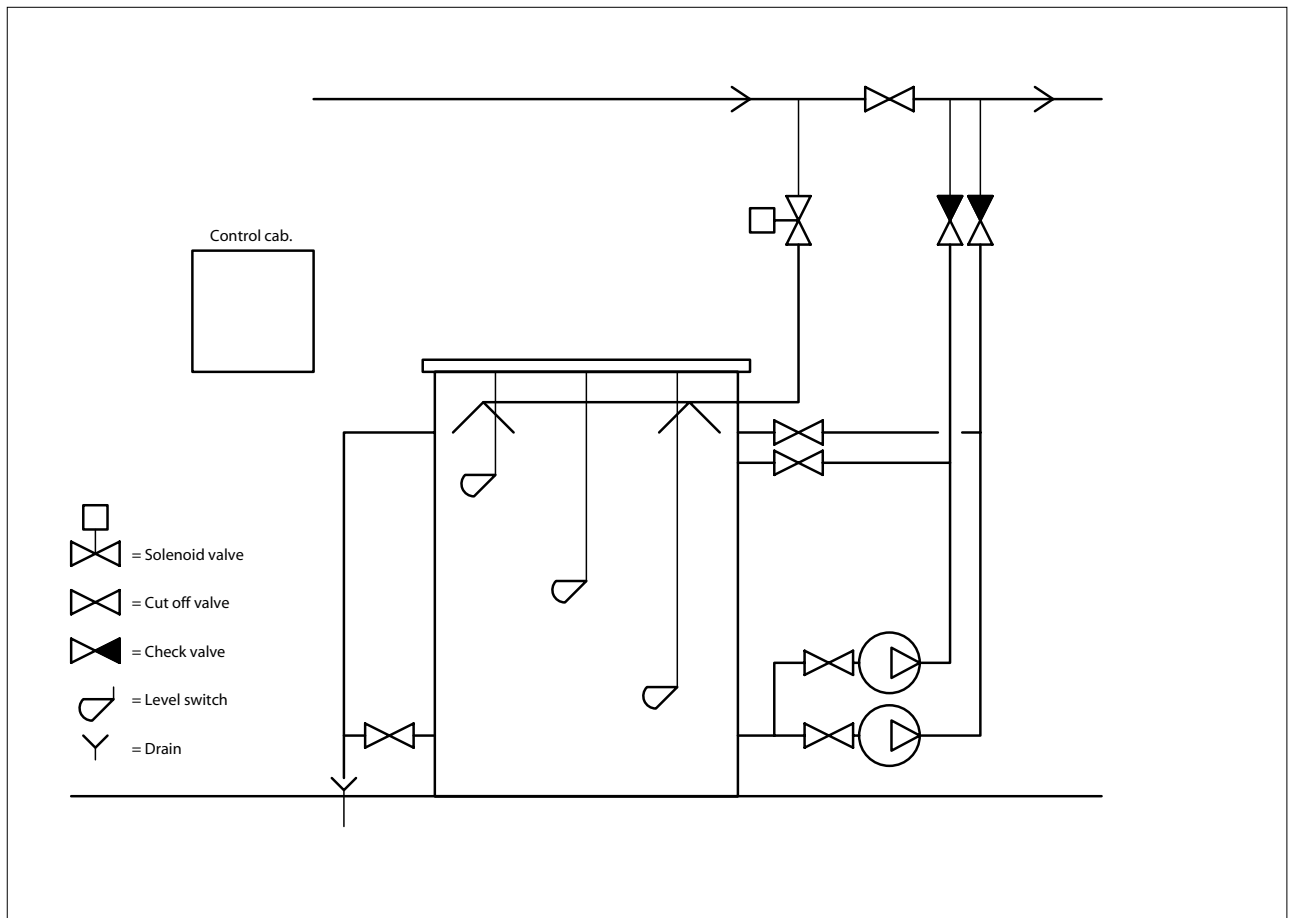 Control cab.
= Solenoid valve
= Cut off valve
= Check valve
= Level switch
= Drain